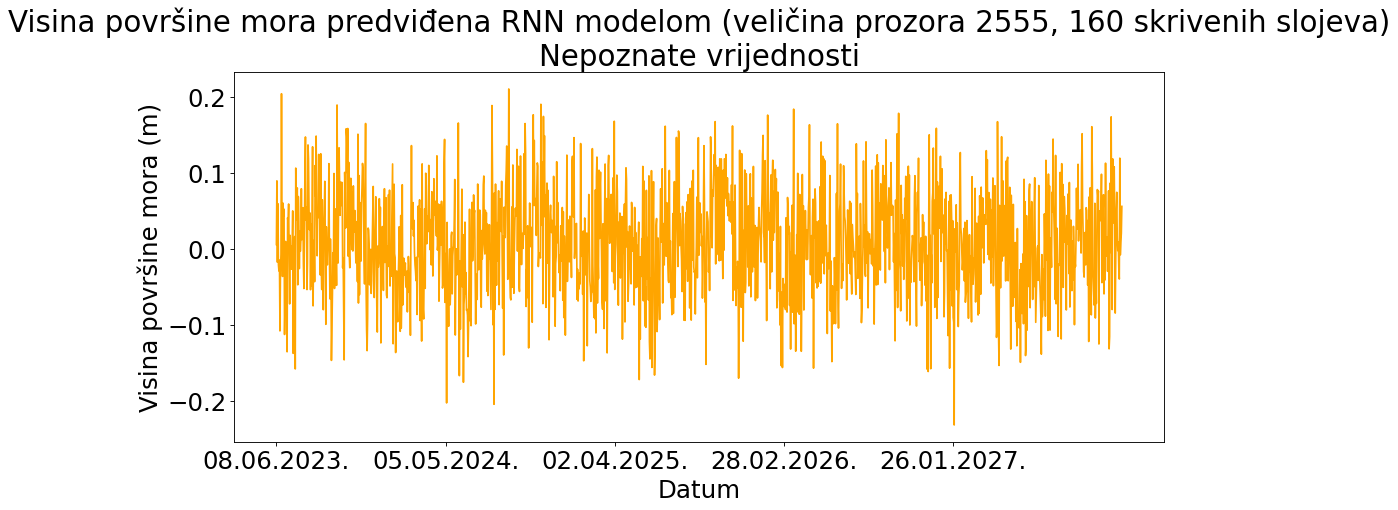 Visina površine mora predviđena RNN modelom (veličina prozora 2555, 160 skrivenih slojeva)
Nepoznate vrijednosti
Visina površine mora (m)
0.2
0.1
0.0
−0.1
−0.2
08.06.2023. 05.05.2024. 02.04.2025. 28.02.2026. 26.01.2027.
Datum